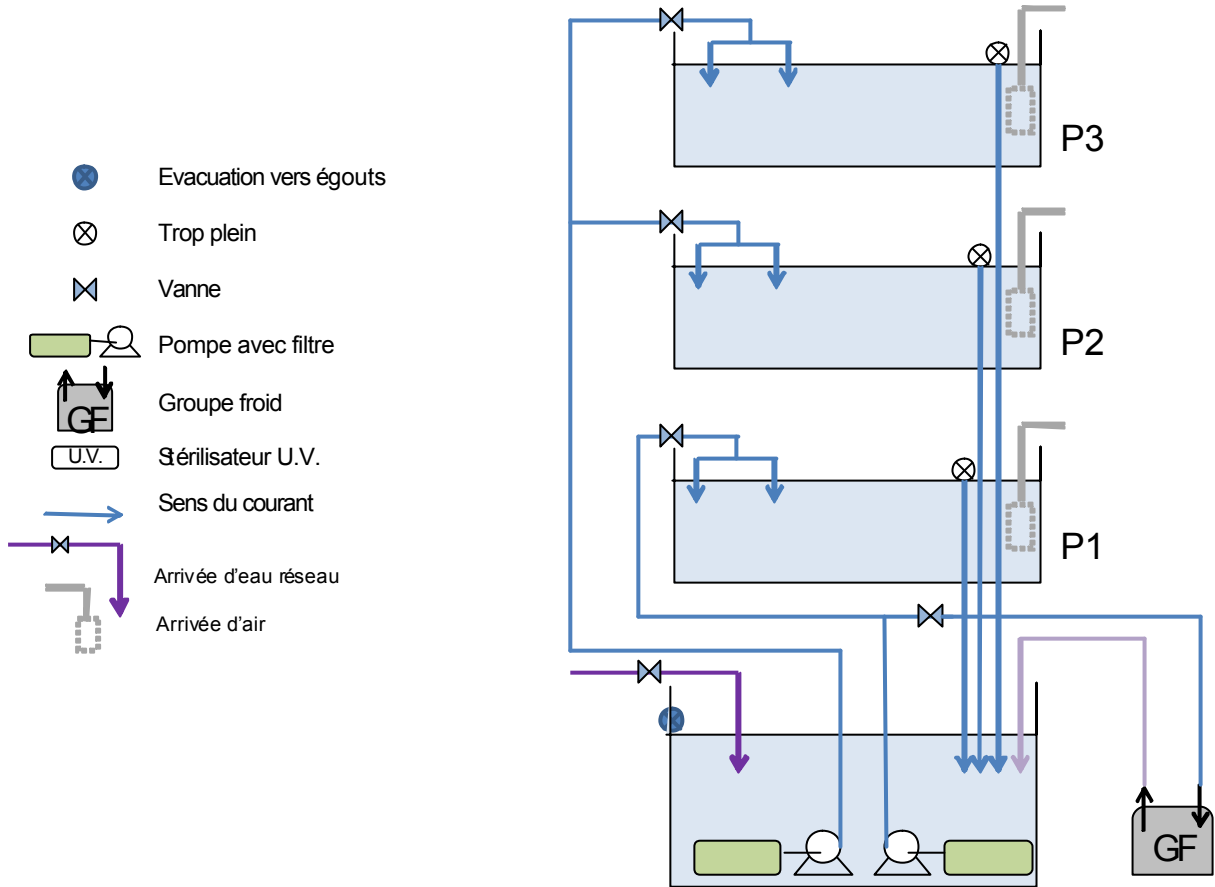 P3
Evacuation vers égouts
Trop plein
Vanne
P2
Pompe avec filtre
GF
Groupe froid
U.V.
Stérilisateur U.V.
Sens du courant
P1
Arrivée d'eau réseau
Arrivée d'air
GF